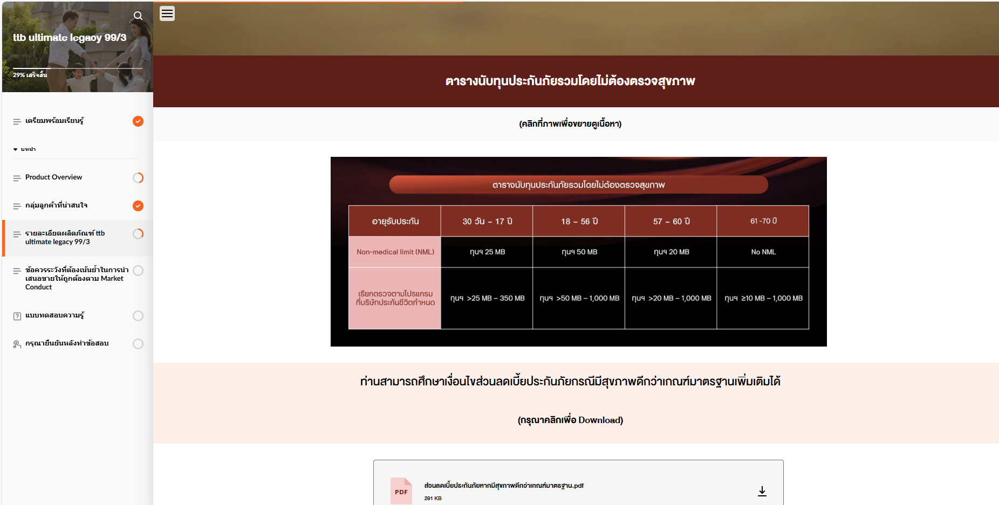 ttb ultimate legacy 99/3
29% เสร็จสิ้น
เตรียมพร้อมเรียนรู้
บทนำ
Product Overview
กลุ่มลูกค้าที่น่าสนใจ
รายละเอียดผลิตภัณฑ์ ttb
ultimate legacy 99/3
ข้อควรระวังที่ต้องเน้นย้ำในการนำ
เสนอขายให้ถูกต้องตาม Market
Conduct
แบบทดสอบความรู้
กรุณายืนยันหลังทำข้อสอบ
ตารางนับทุนประกันภัยรวมโดยไม่ต้องตรวจสุขภาพ
(คลิกที่ภาพเพื่อขยายดูเนื้อหา)
ตารางนับทุนประกันภัยรวมโดยไม่ต้องตรวจสุขภาพ
อายุรับประกัน 30 วัน – 17 ปี 18 – 56 ปี 57 – 60 ปี 61 -70 ปี
Non-medical limit (NML) ทุนฯ 25 MB ทุนฯ 50 MB ทุนฯ 20 MB No NML
เรียกตรวจตามโปรแกรม
ที่บริษัทประกันชีวิตกำหนด ทุนฯ >25 MB – 350 MB ทุนฯ >50 MB – 1,000 MB ทุนฯ >20 MB – 1,000 MB ทุนฯ ≥10 MB – 1,000 MB
ท่านสามารถศึกษาเงื่อนไขส่วนลดเบี้ยประกันภัยกรณีมีสุขภาพดีกว่าเกณฑ์มาตรฐานเพิ่มเติมได้
(กรุณาคลิกเพื่อ Download)
PDF
ส่วนลดเบี้ยประกันภัยหากมีสุขภาพดีกว่าเกณฑ์มาตรฐาน.pdf
291 KB